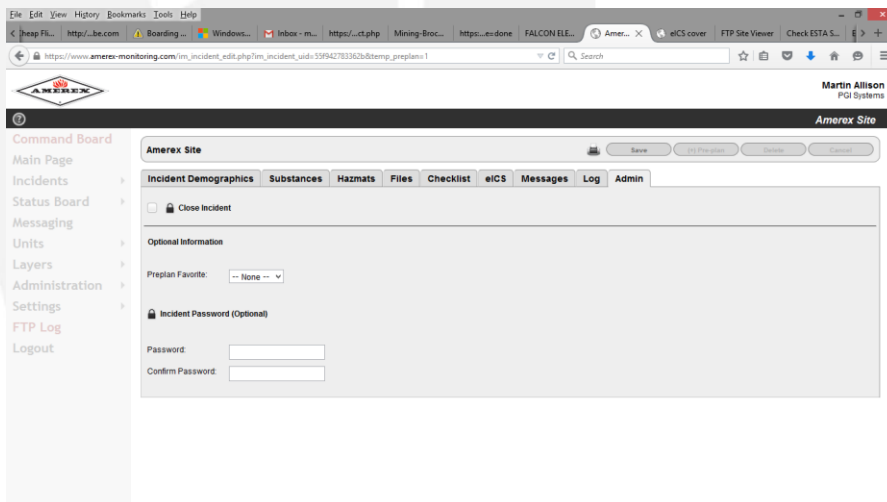 File Edit View History Bookmarks Tools Help
http:/...be.com Boarding ... Windows... Inbox - m... https:/...ct.php Mining-Broc... https:...e=done FALCON ELE... Amer... eICS cover FTP Site Viewer Check ESTA S...
https://www.amerex-monitoring.com/im_incident_edit.php?im_incident_uid=55f942783362b&temp_preplan=1 Search
AMEREX
Martin Allison
PGI Systems
Amerex Site
Command Board
Main Page
Incidents
Status Board
Messaging
Units
Layers
Administration
Settings
FTP Log
Logout
Amerex Site Save (+) Pre-plan Delete Cancel
Incident Demographics Substances Hazmats Files Checklist eICS Messages Log Admin
Close Incident
Optional Information
Preplan Favorite: -- None --
Incident Password (Optional)
Password:
Confirm Password: